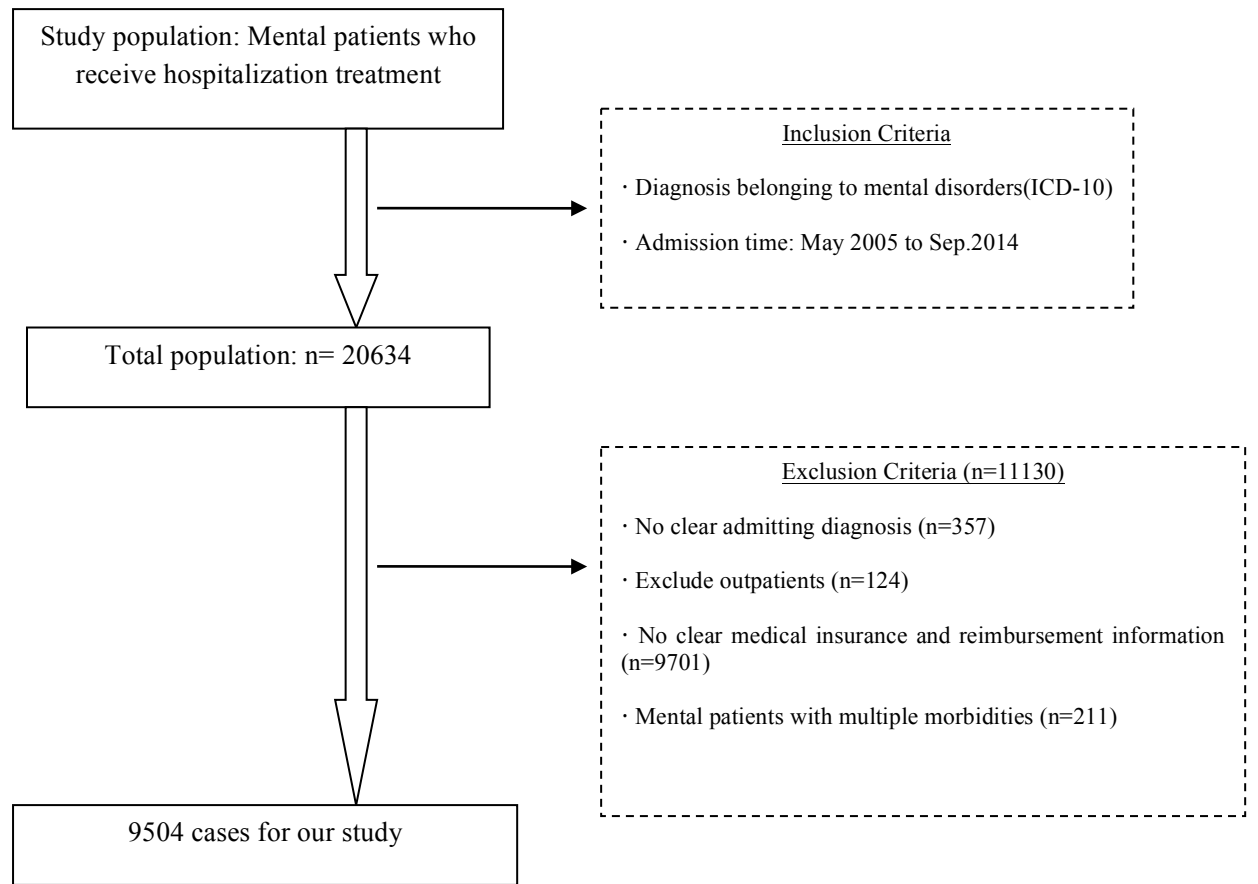 Study population: Mental patients who
receive hospitalization treatment
Inclusion Criteria
· Diagnosis belonging to mental disorders(ICD-10)
· Admission time: May 2005 to Sep.2014
Total population: n= 20634
Exclusion Criteria (n=11130)
· No clear admitting diagnosis (n=357)
· Exclude outpatients (n=124)
· No clear medical insurance and reimbursement information
(n=9701)
· Mental patients with multiple morbidities (n=211)
9504 cases for our study